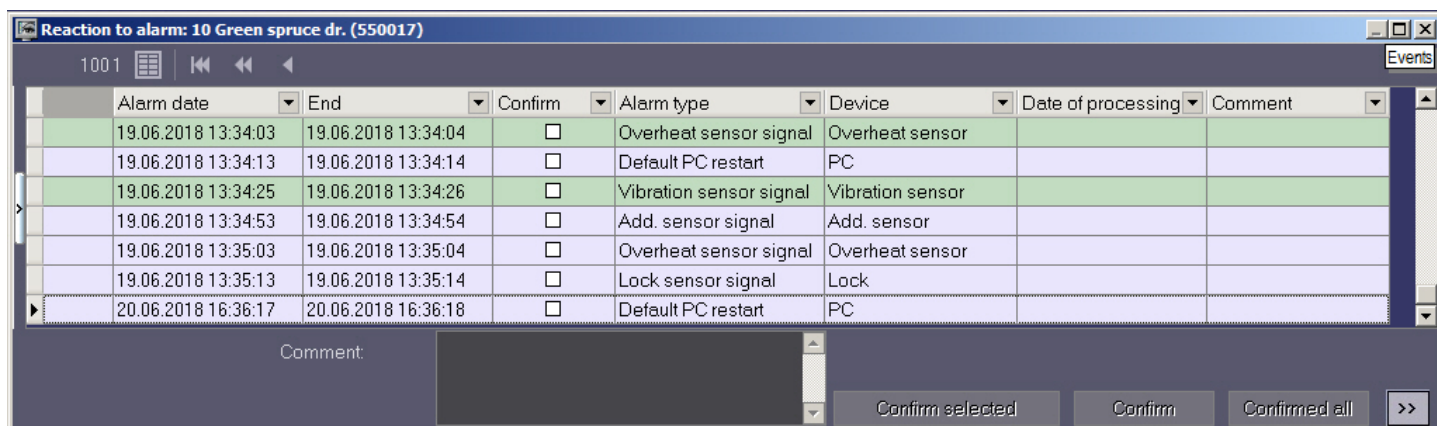 Reaction to alarm: 10 Green spruce dr. (550017)
1001
Events
Alarm date End Confirm Alarm type Device Date of processing Comment
19.06.2018 13:34:03 19.06.2018 13:34:04 Overheat sensor signal Overheat sensor
19.06.2018 13:34:13 19.06.2018 13:34:14 Default PC restart PC
19.06.2018 13:34:25 19.06.2018 13:34:26 Vibration sensor signal Vibration sensor
19.06.2018 13:34:53 19.06.2018 13:34:54 Add. sensor signal Add. sensor
19.06.2018 13:35:03 19.06.2018 13:35:04 Overheat sensor signal Overheat sensor
19.06.2018 13:35:13 19.06.2018 13:35:14 Lock sensor signal Lock
20.06.2018 16:36:17 20.06.2018 16:36:18 Default PC restart PC
Comment:
Confirm selected Confirm Confirmed all >>